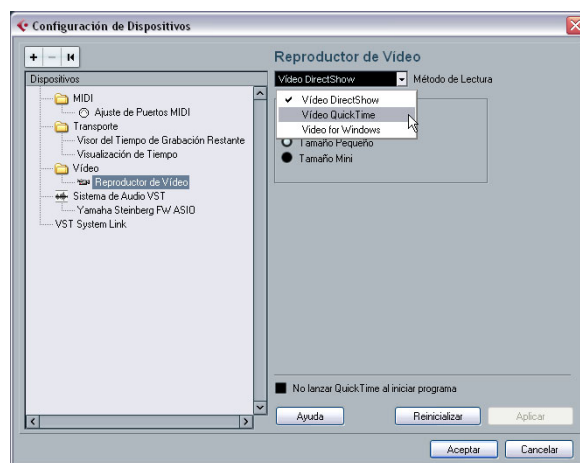 Configuración de Dispositivos
Reproductor de Vídeo
Dispositivos
Vídeo DirectShow
Método de Lectura
MIDI
Ajuste de Puertos MIDI
Transporte
Visor del Tiempo de Grabación Restante
Visualización de Tiempo
Vídeo
Reproductor de Vídeo
Sistema de Audio VST
Yamaha Steinberg FW ASIO
VST System Link
Vídeo DirectShow
Vídeo QuickTime
Video for Windows
Tamaño Pequeño
Tamaño Mini
No lanzar QuickTime al iniciar programa
Ayuda
Reinicializar
Aplicar
Aceptar
Cancelar